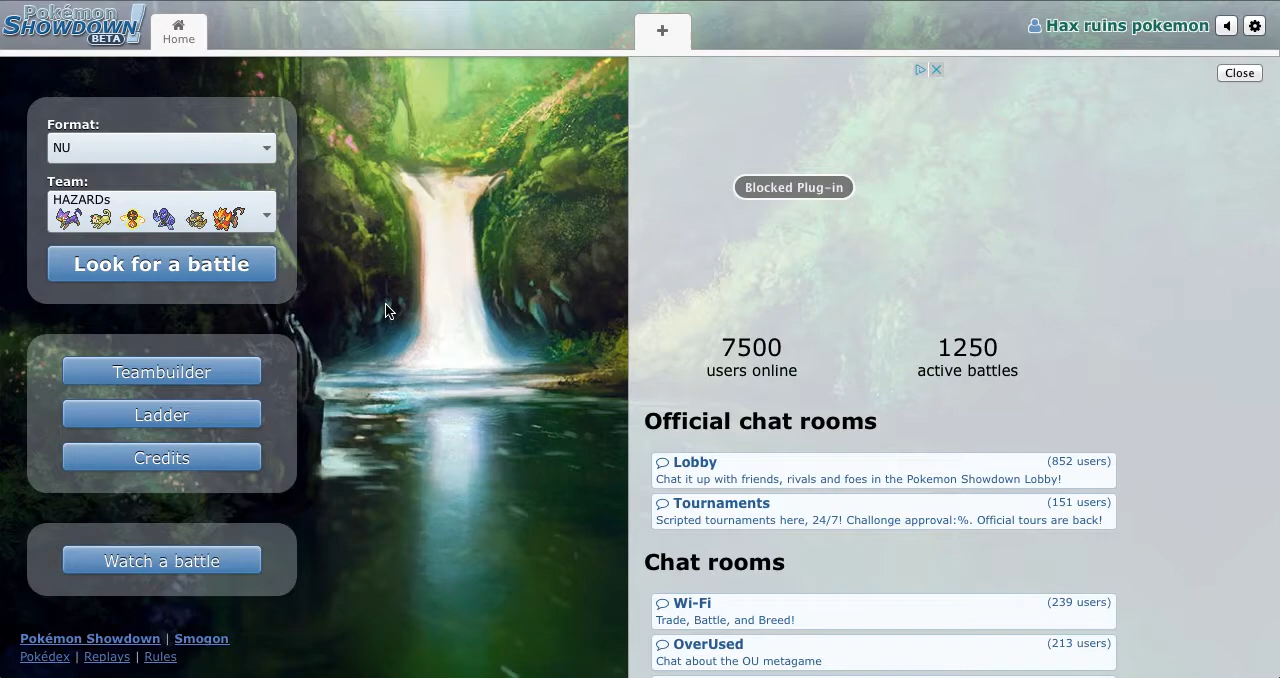 Pokémon
SHOWDOWN!
BETA
Home
+
Hax ruins pokemon
Close
Format:
NU
Team:
HAZARDs
Look for a battle
Teambuilder
Ladder
Credits
Watch a battle
Pokémon Showdown | Smogon
Pokédex | Replays | Rules
Blocked Plug-in
7500 1250
users online active battles
Official chat rooms
Lobby (852 users)
Chat it up with friends, rivals and foes in the Pokemon Showdown Lobby!
Tournaments (151 users)
Scripted tournaments here, 24/7! Challonge approval:%. Official tours are back!
Chat rooms
Wi-Fi (239 users)
Trade, Battle, and Breed!
OverUsed (213 users)
Chat about the OU metagame